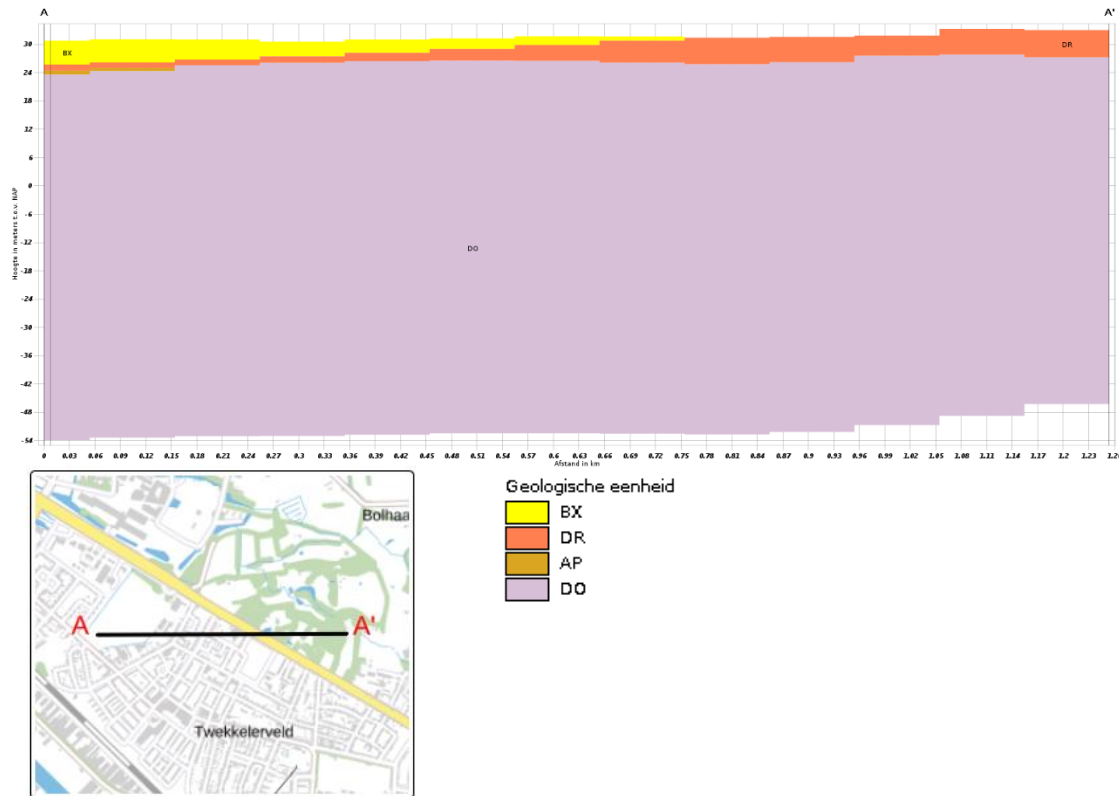 A A'
30
24
18
12
6
0
-6
-12
-18
-24
-30
-36
-42
-48
-54
Hoogte in meters t.o.v. NAP
BX
DR
DO
0 0.03 0.06 0.09 0.12 0.15 0.18 0.21 0.24 0.27 0.3 0.33 0.36 0.39 0.42 0.45 0.48 0.51 0.54 0.57 0.6 0.63 0.66 0.69 0.72 0.75 0.78 0.81 0.84 0.87 0.9 0.93 0.96 0.99 1.02 1.05 1.08 1.11 1.14 1.17 1.2 1.23 1.26
Afstand in km
Bolhaa
A A'
Twekkelerveld
Geologische eenheid
BX
DR
AP
DO